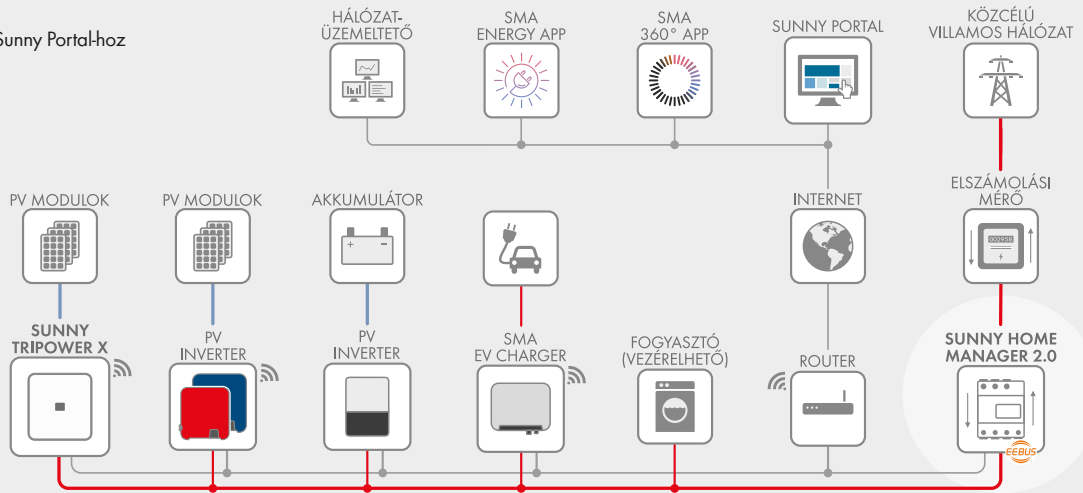 Sunny Portal-hoz
HÁLÓZAT-
ÜZEMELTETŐ
SMA
ENERGY APP
SMA
360° APP
SUNNY PORTAL
KÖZCÉLÚ
VILLAMOS HÁLÓZAT
PV MODULOK
PV MODULOK
AKKUMULÁTOR
INTERNET
ELSZÁMOLÁSI
MÉRŐ
SUNNY
TRIPOWER X
PV
INVERTER
PV
INVERTER
SMA
EV CHARGER
FOGYASZTÓ
(VEZÉRELHETŐ)
ROUTER
SUNNY HOME
MANAGER 2.0
EEBUS